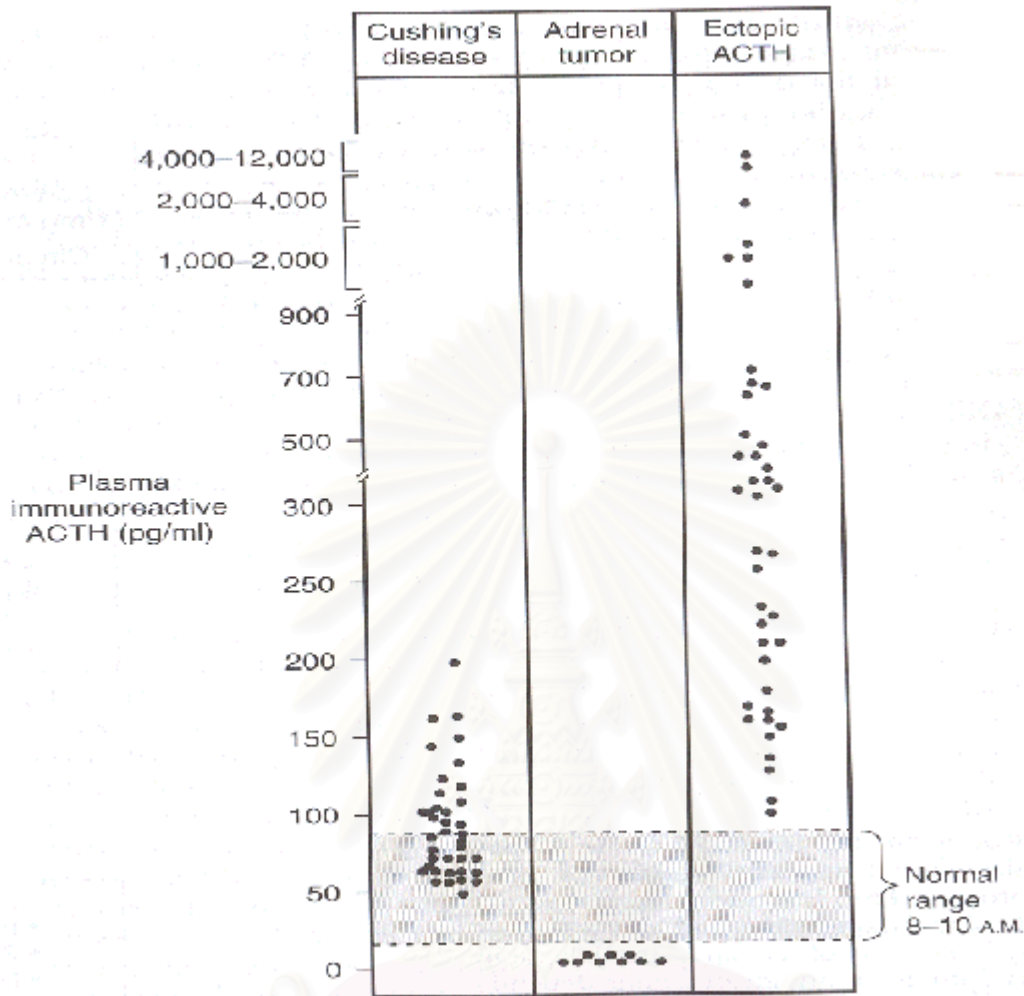 Cushing's
disease
Adrenal
tumor
Ectopic
ACTH
4,000–12,000
2,000–4,000
1,000–2,000
900
700
500
Plasma
immunoreactive
ACTH (pg/ml)
300
250
200
150
100
50
0
Normal
range
8–10 A.M.